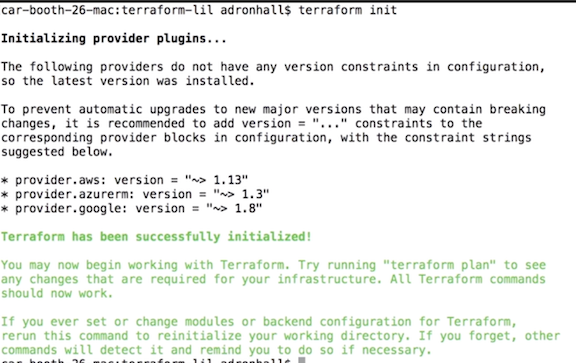 car-booth-26-mac:terraform-lil adronhall$ terraform init
Initializing provider plugins...
The following providers do not have any version constraints in configuration,
so the latest version was installed.
To prevent automatic upgrades to new major versions that may contain breaking
changes, it is recommended to add version = "..." constraints to the
corresponding provider blocks in configuration, with the constraint strings
suggested below.
* provider.aws: version = "~> 1.13"
* provider.azurerm: version = "~> 1.3"
* provider.google: version = "~> 1.8"
Terraform has been successfully initialized!
You may now begin working with Terraform. Try running "terraform plan" to see
any changes that are required for your infrastructure. All Terraform commands
should now work.
If you ever set or change modules or backend configuration for Terraform,
rerun this command to reinitialize your working directory. If you forget, other
commands will detect it and remind you to do so if necessary.
car-booth-26-mac:terraform-lil adronhall$